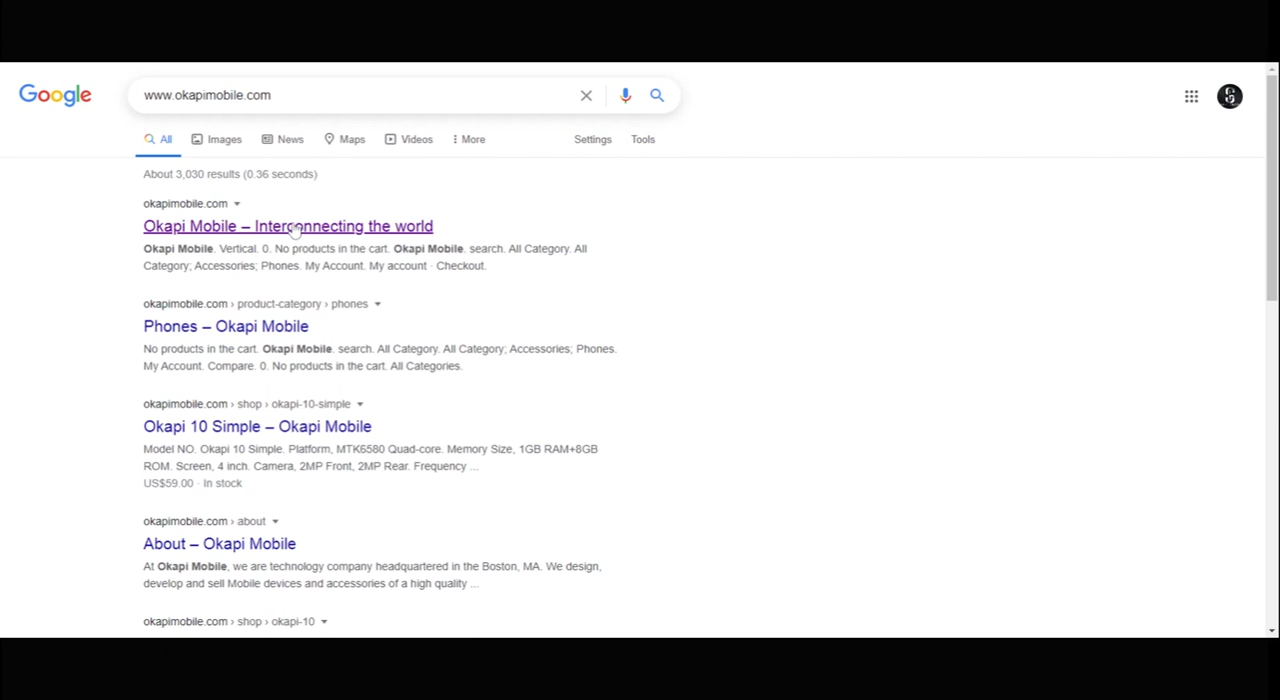 Google
www.okapimobile.com
All Images News Maps Videos More Settings Tools
About 3,030 results (0.36 seconds)
okapimobile.com
Okapi Mobile – Interconnecting the world
Okapi Mobile. Vertical. 0. No products in the cart. Okapi Mobile. search. All Category. All
Category; Accessories; Phones. My Account. My account · Checkout.
okapimobile.com › product-category › phones
Phones – Okapi Mobile
No products in the cart. Okapi Mobile. search. All Category. All Category; Accessories; Phones.
My Account. Compare. 0. No products in the cart. All Categories.
okapimobile.com › shop › okapi-10-simple
Okapi 10 Simple – Okapi Mobile
Model NO. Okapi 10 Simple. Platform, MTK6580 Quad-core. Memory Size, 1GB RAM+8GB
ROM. Screen, 4 inch. Camera, 2MP Front, 2MP Rear. Frequency ...
US$59.00 · In stock
okapimobile.com › about
About – Okapi Mobile
At Okapi Mobile, we are technology company headquartered in the Boston, MA. We design,
develop and sell Mobile devices and accessories of a high quality ...
okapimobile.com › shop › okapi-10